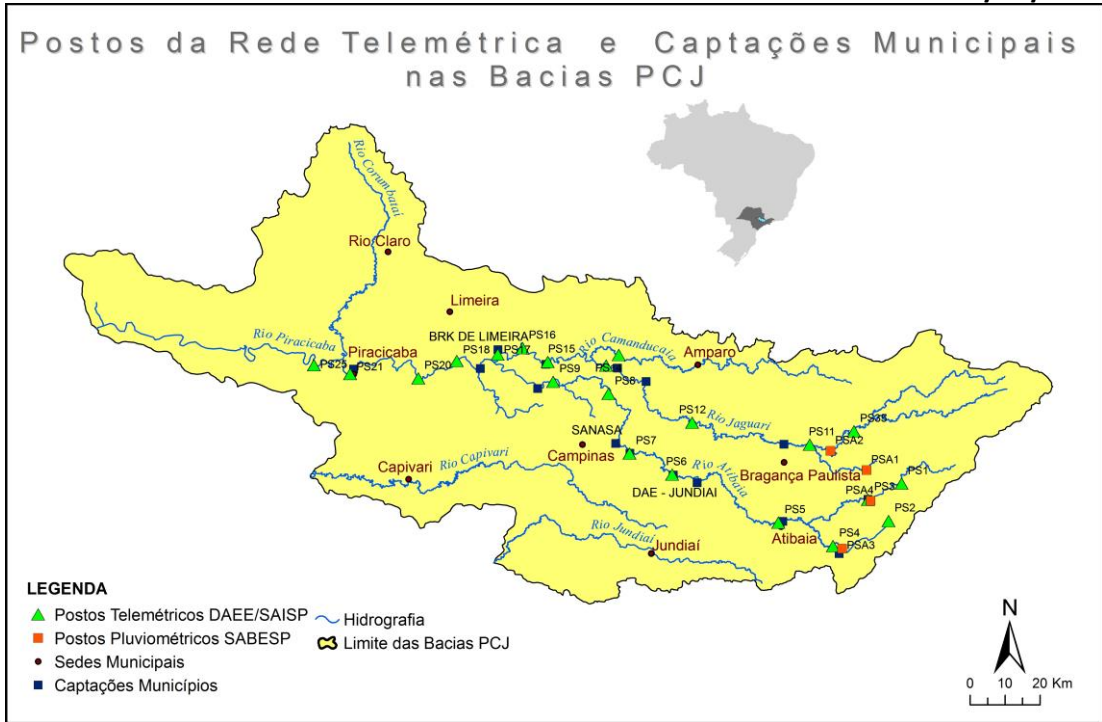 Postos da Rede Telemétrica e Captações Municipais
nas Bacias PCJ
Rio Corumbataí
Rio Claro
Limeira
BRK DE LIMEIRA
PS16
PS18
PS17
PS15
Rio Camanducaia
Amparo
Rio Piracicaba
Piracicaba
PS23
PS21
PS20
PS9
PS8
PS12
Rio Jaguari
PS11
PS3S
PSA2
SANASA
PS7
Campinas
Rio Capivari
Capivari
PS6
Rio Atibaia
Bragança Paulista
PSA1
PS1
DAE - JUNDIAI
PSA4
PS3
PS2
PS5
Atibaia
PS4
PSA3
Rio Jundiaí
Jundiaí
LEGENDA
Postos Telemétricos DAEE/SAISP
Hidrografia
Postos Pluviométricos SABESP
Limite das Bacias PCJ
Sedes Municipais
Captações Municípios
N
0 10 20 Km